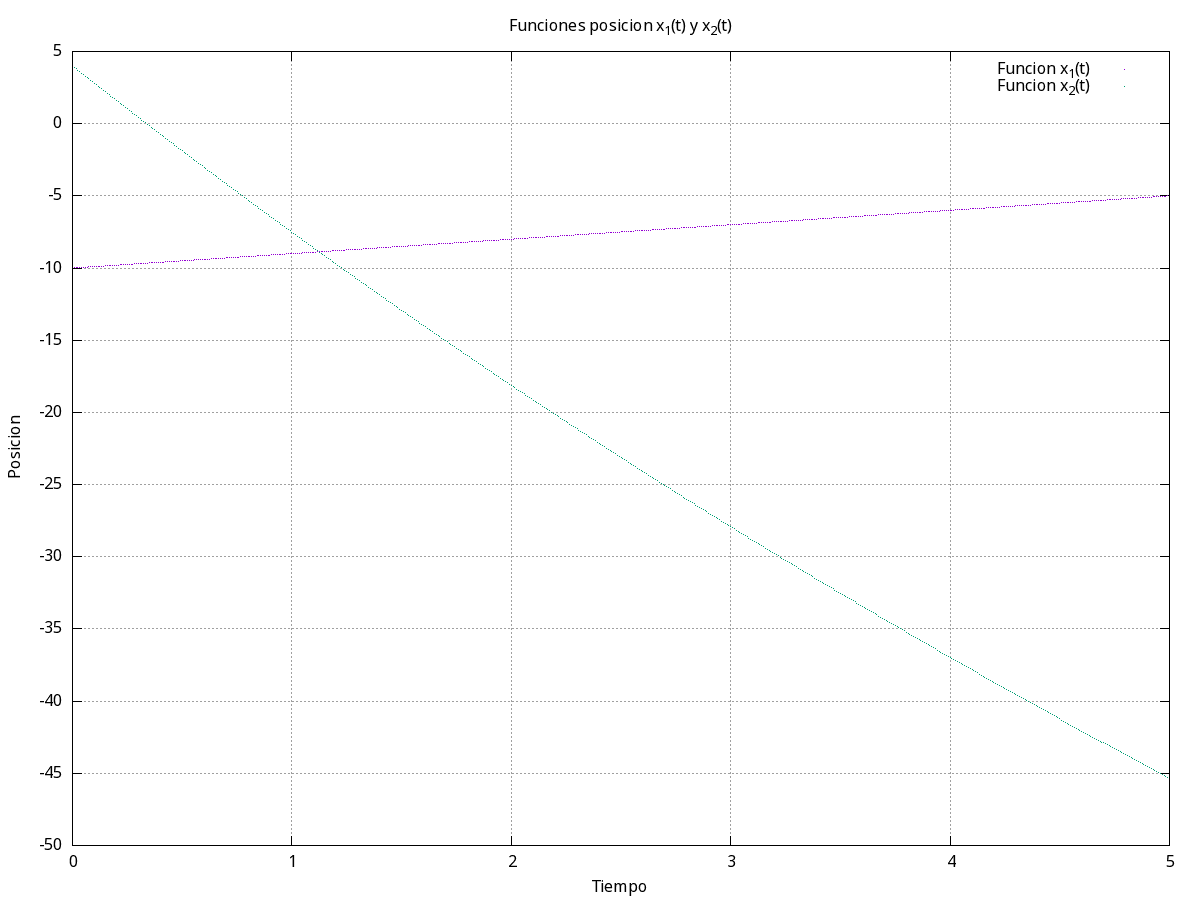 Funciones posicion x₁(t) y x₂(t)
Funcion x₁(t)
Funcion x₂(t)
5
0
-5
-10
-15
-20
-25
-30
-35
-40
-45
-50
Posicion
0 1 2 3 4 5
Tiempo